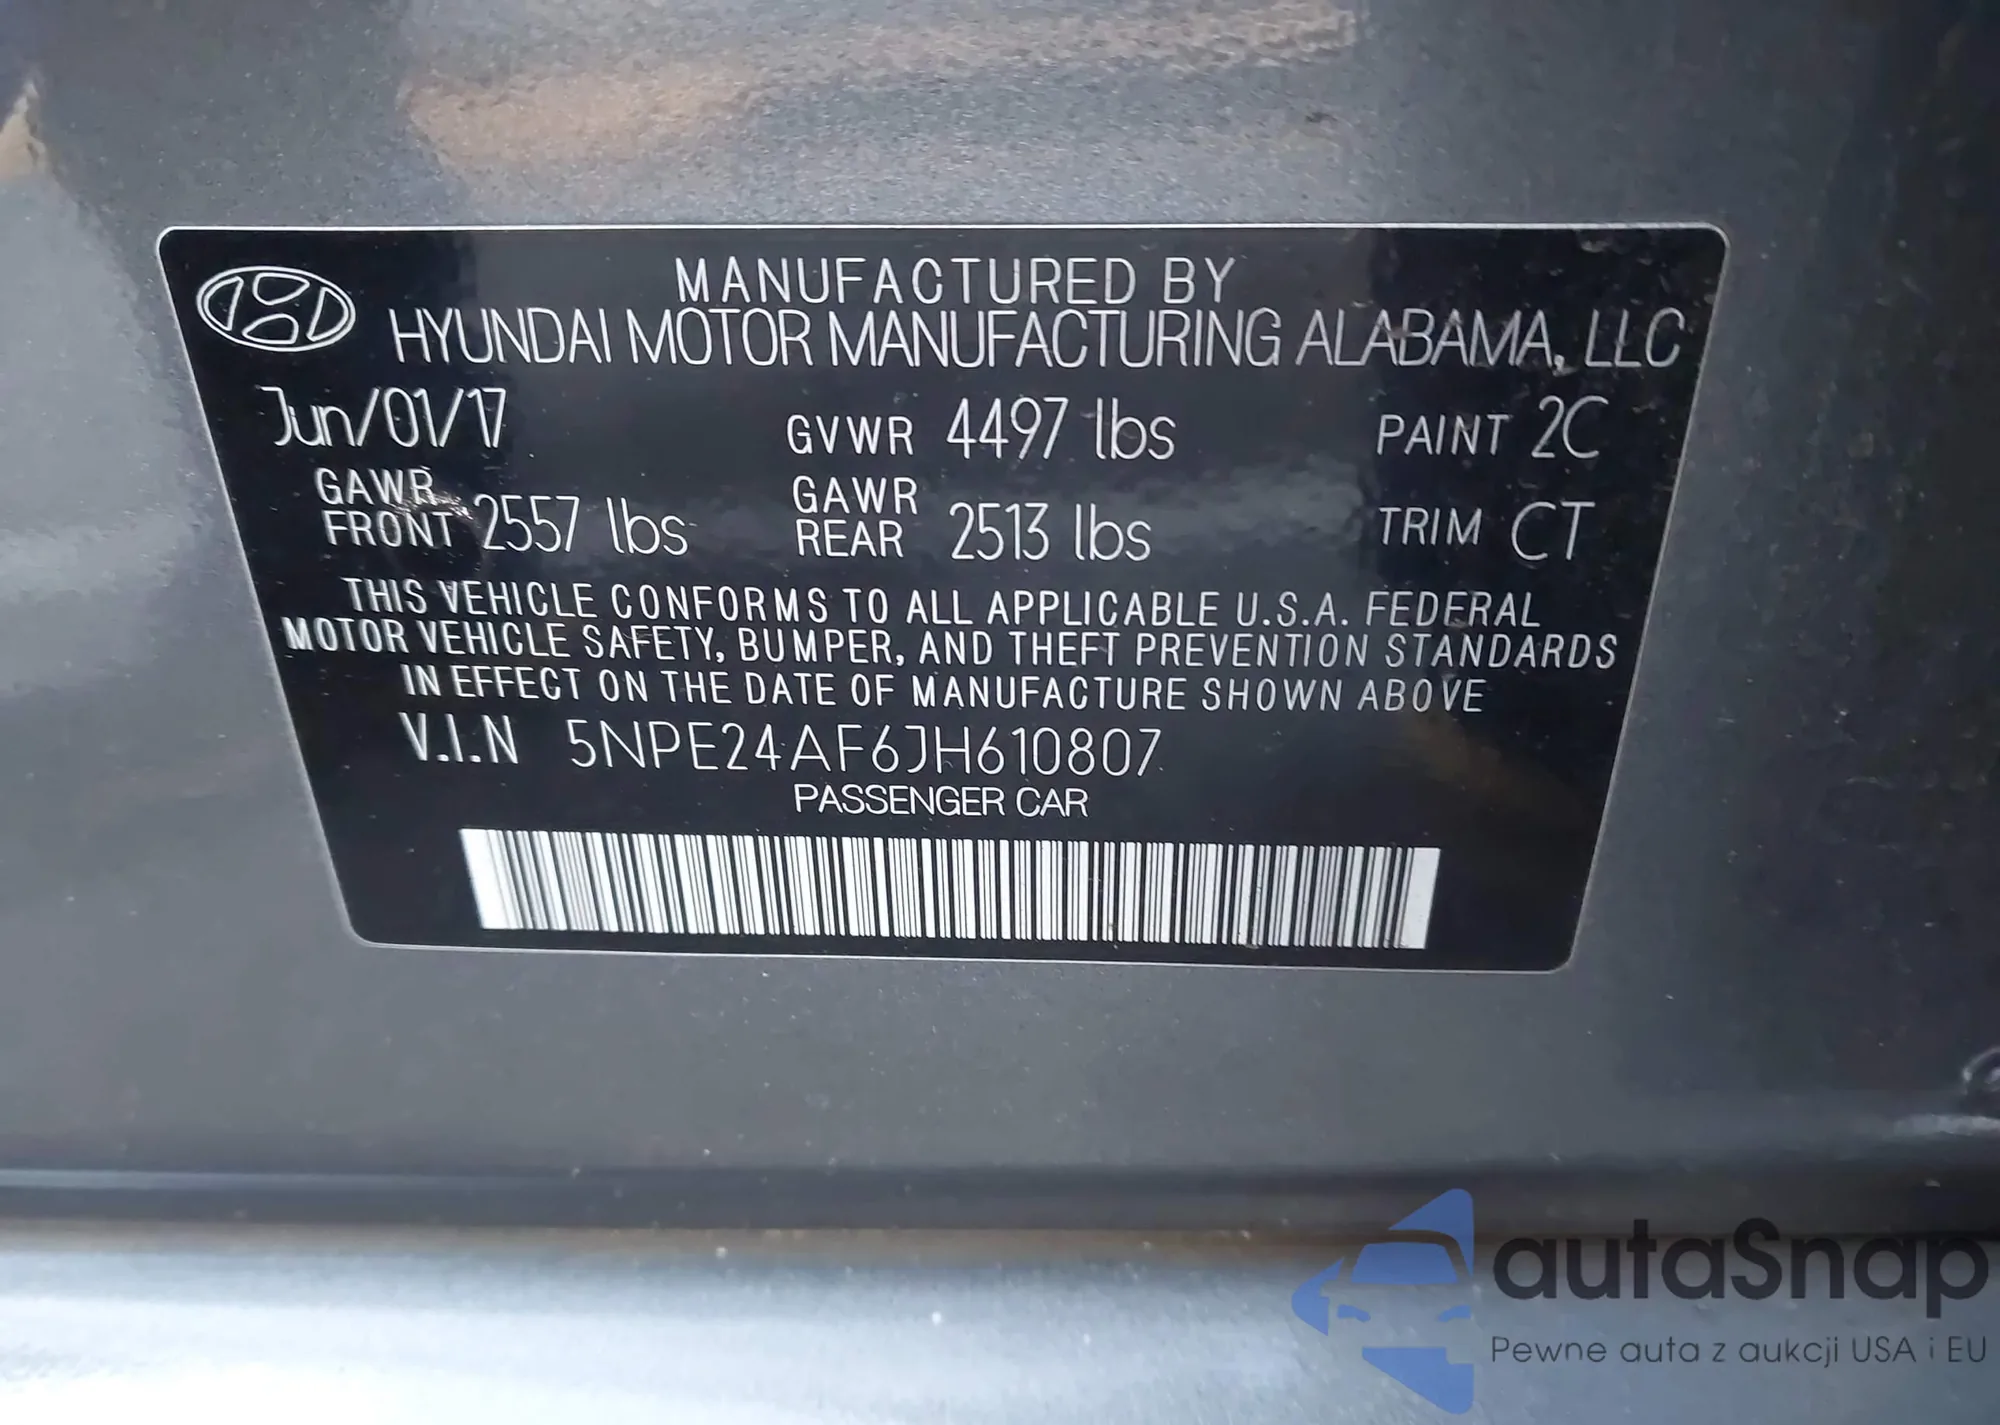 MANUFACTURED BY
HYUNDAI MOTOR MANUFACTURING ALABAMA, LLC
Jun/01/17 GVWR 4497 lbs PAINT 2C
GAWR FRONT 2557 lbs GAWR REAR 2513 lbs TRIM CT
THIS VEHICLE CONFORMS TO ALL APPLICABLE U.S.A. FEDERAL
MOTOR VEHICLE SAFETY, BUMPER, AND THEFT PREVENTION STANDARDS
IN EFFECT ON THE DATE OF MANUFACTURE SHOWN ABOVE
V.I.N 5NPE24AF6JH610807
PASSENGER CAR
autaSnap
Pewne auta z aukcji USA i EU